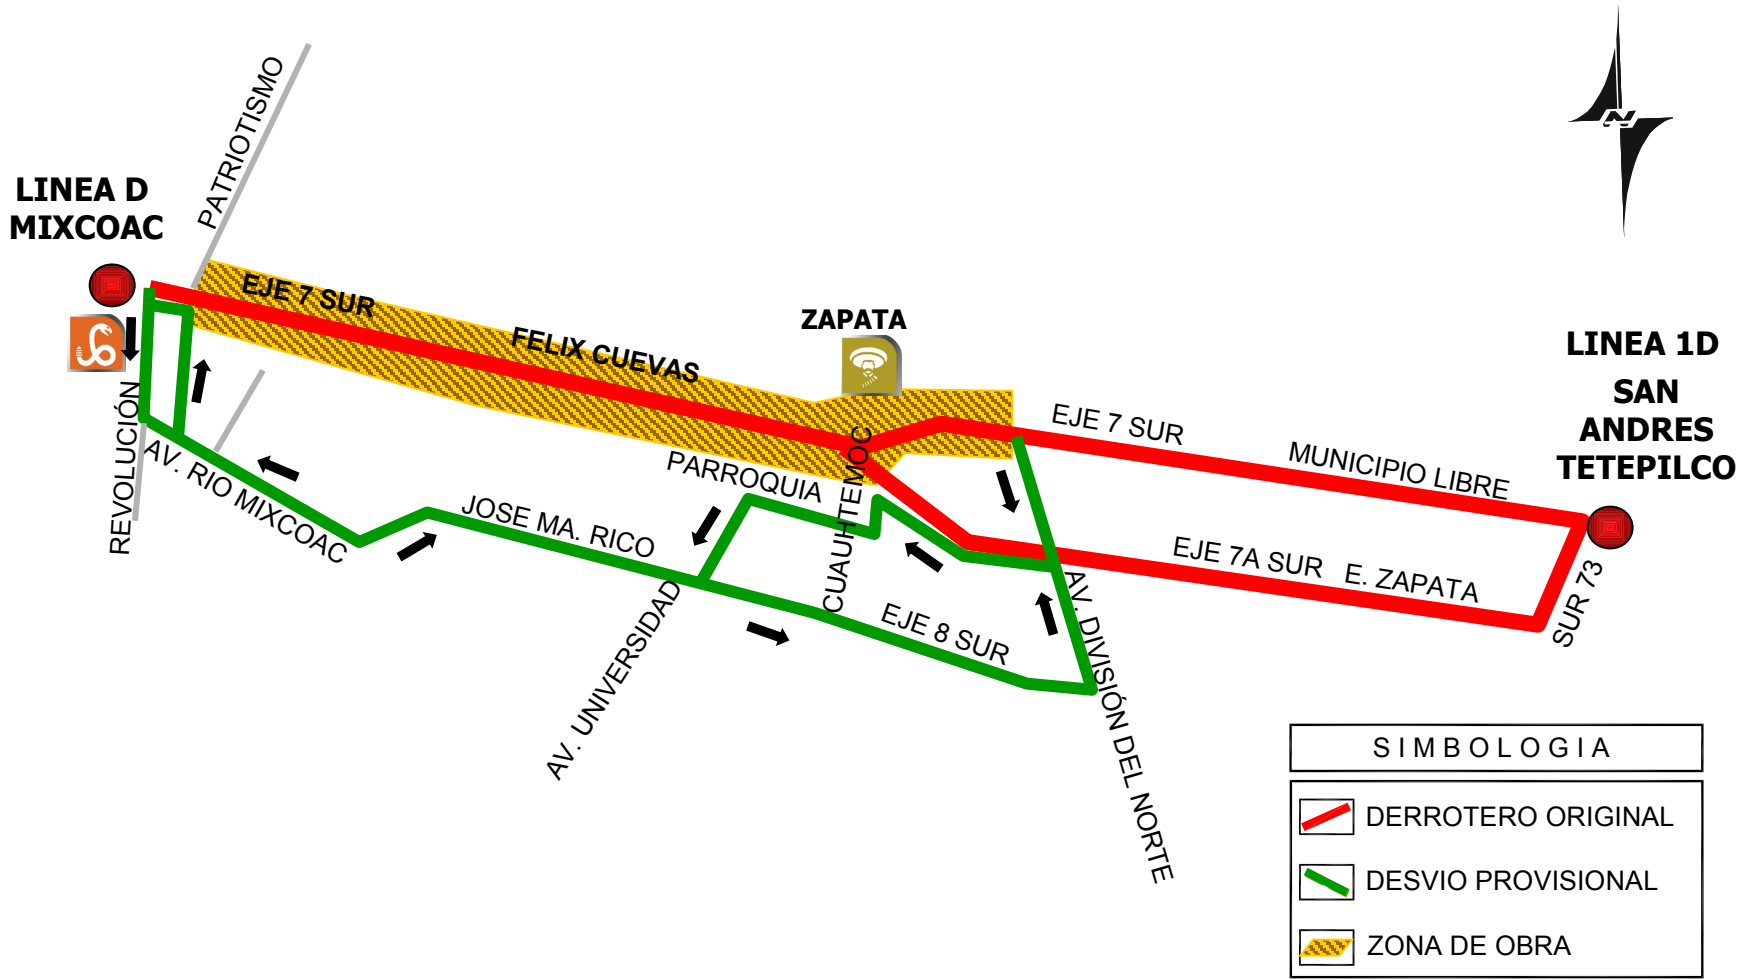 N
PATRIOTISMO
LINEA D
MIXCOAC
EJE 7 SUR
FELIX CUEVAS
ZAPATA
LINEA 1D
SAN
ANDRES
TETEPILCO
EJE 7 SUR
MUNICIPIO LIBRE
REVOLUCIÓN
AV. RIO MIXCOAC
JOSE MA. RICO
PARROQUIA
CUAUHTEMOC
EJE 7A SUR E. ZAPATA
SUR 73
AV. UNIVERSIDAD
EJE 8 SUR
AV. DIVISIÓN DEL NORTE
SIMBOLOGIA
DERROTERO ORIGINAL
DESVIO PROVISIONAL
ZONA DE OBRA